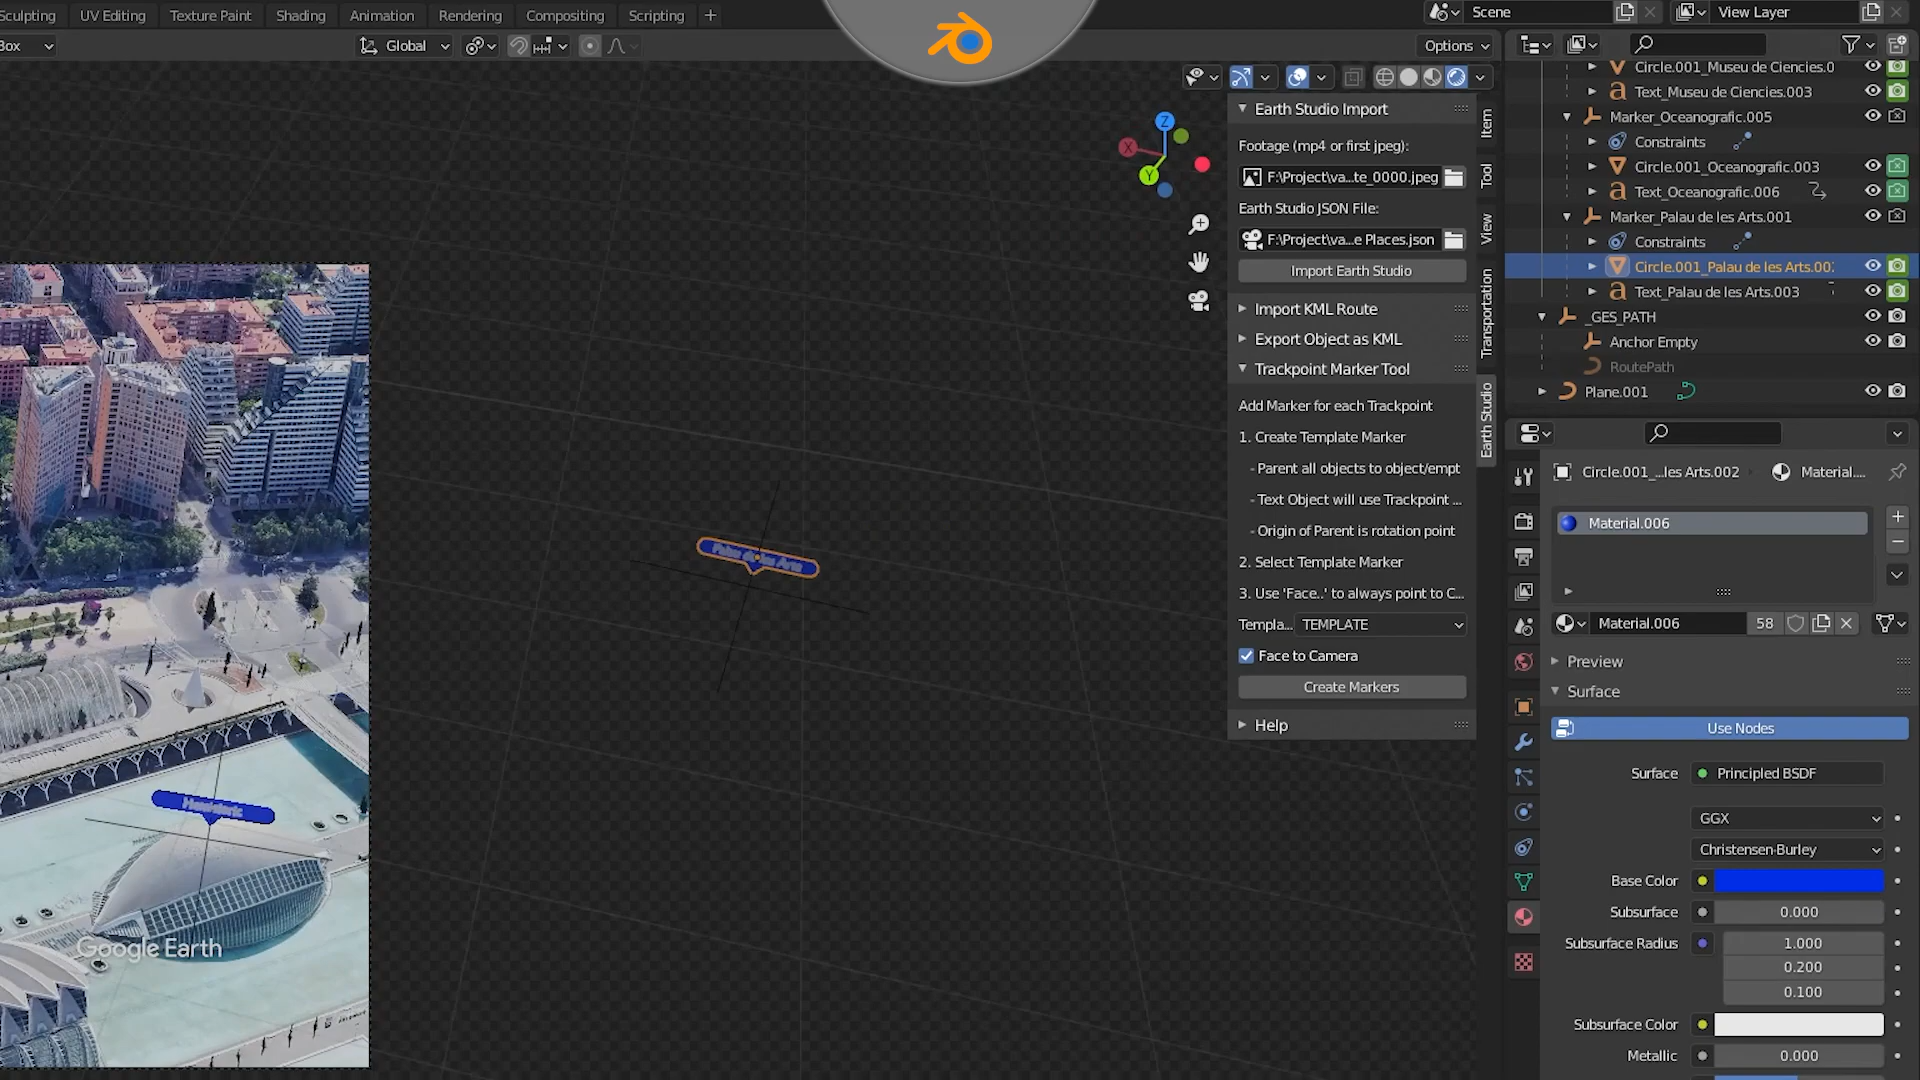 Sculpting
UV Editing
Texture Paint
Shading
Animation
Rendering
Compositing
Scripting
+
Scene
View Layer
Box
Global
Options
Circle.001_Museu de Ciencies.0
Text_Museu de Ciencies.003
Marker_Oceanografic.005
Constraints
Circle.001_Oceanografic.003
Text_Oceanografic.006
Marker_Palau de les Arts.001
Constraints
Circle.001_Palau de les Arts.002
Text_Palau de les Arts.003
_GES_PATH
Anchor Empty
RoutePath
Plane.001
Z
X
Y
Earth Studio Import
Footage (mp4 or first jpeg):
F:\Project\va...te_0000.jpeg
Earth Studio JSON File:
F:\Project\va...e Places.json
Import Earth Studio
Import KML Route
Export Object as KML
Trackpoint Marker Tool
Add Marker for each Trackpoint
1. Create Template Marker
- Parent all objects to object/empt
- Text Object will use Trackpoint ...
- Origin of Parent is rotation point
2. Select Template Marker
3. Use 'Face..' to always point to C...
Templa... TEMPLATE
Face to Camera
Create Markers
Help
Item
Tool
View
Transportation
Earth Studio
Palau de les Arts
Google Earth
Circle.001_...les Arts.002
Material....
Material.006
Material.006
58
Preview
Surface
Use Nodes
Surface
Principled BSDF
GGX
Christensen-Burley
Base Color
Subsurface
0.000
Subsurface Radius
1.000
0.200
0.100
Subsurface Color
Metallic
0.000